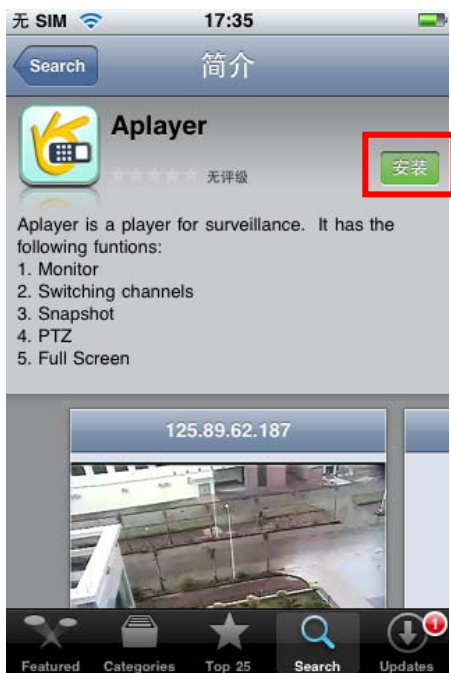 无 SIM 17:35
Search 简介
Aplayer
无评级
安装
Aplayer is a player for surveillance. It has the
following funtions:
1. Monitor
2. Switching channels
3. Snapshot
4. PTZ
5. Full Screen
125.89.62.187
1
Featured Categories Top 25 Search Updates